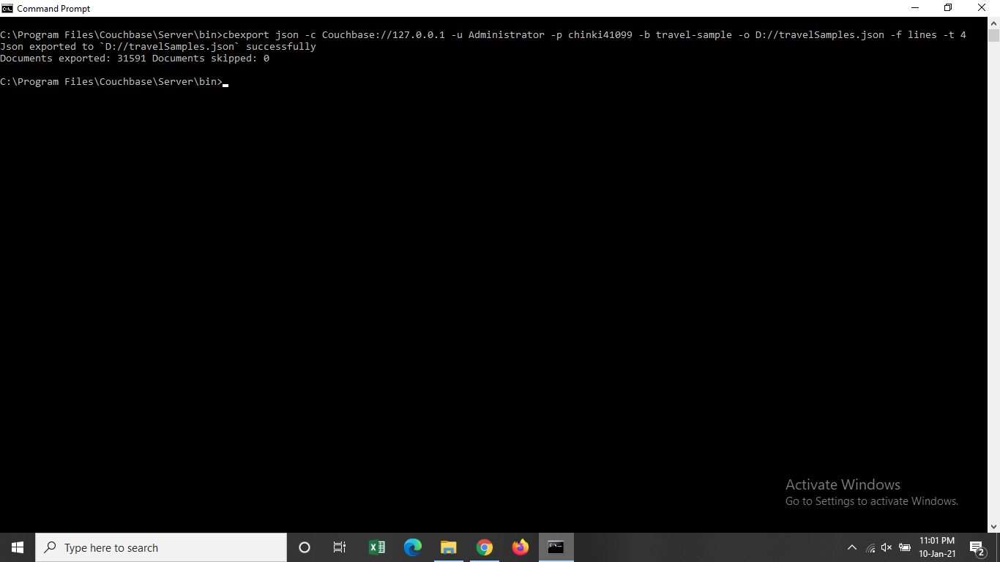 Command Prompt
C:\Program Files\Couchbase\Server\bin>cbexport json -c Couchbase://127.0.0.1 -u Administrator -p chinki41099 -b travel-sample -o D://travelSamples.json -f lines -t 4
Json exported to `D://travelSamples.json` successfully
Documents exported: 31591 Documents skipped: 0
C:\Program Files\Couchbase\Server\bin>
Activate Windows
Go to Settings to activate Windows.
Type here to search
11:01 PM
10-Jan-21
2